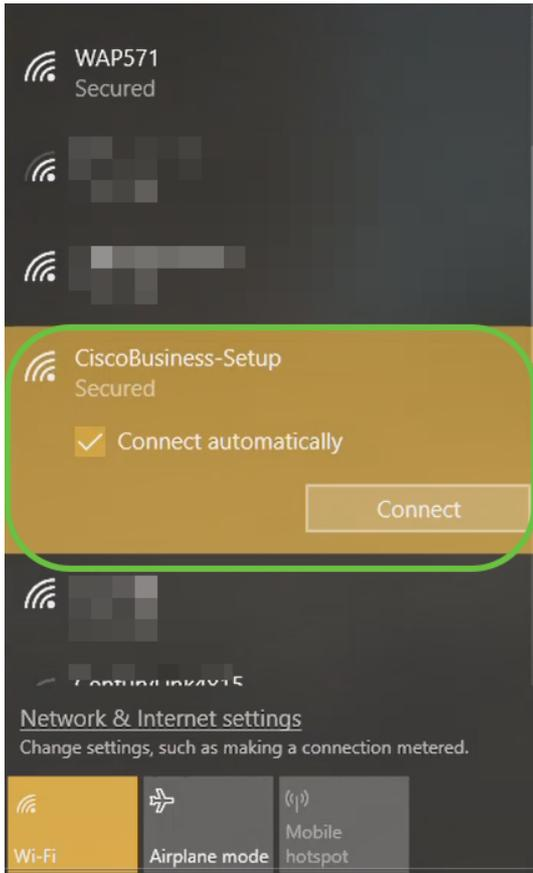 WAP571
Secured
CiscoBusiness-Setup
Secured
Connect automatically
Connect
Network & Internet settings
Change settings, such as making a connection metered.
Wi-Fi
Airplane mode
Mobile
hotspot